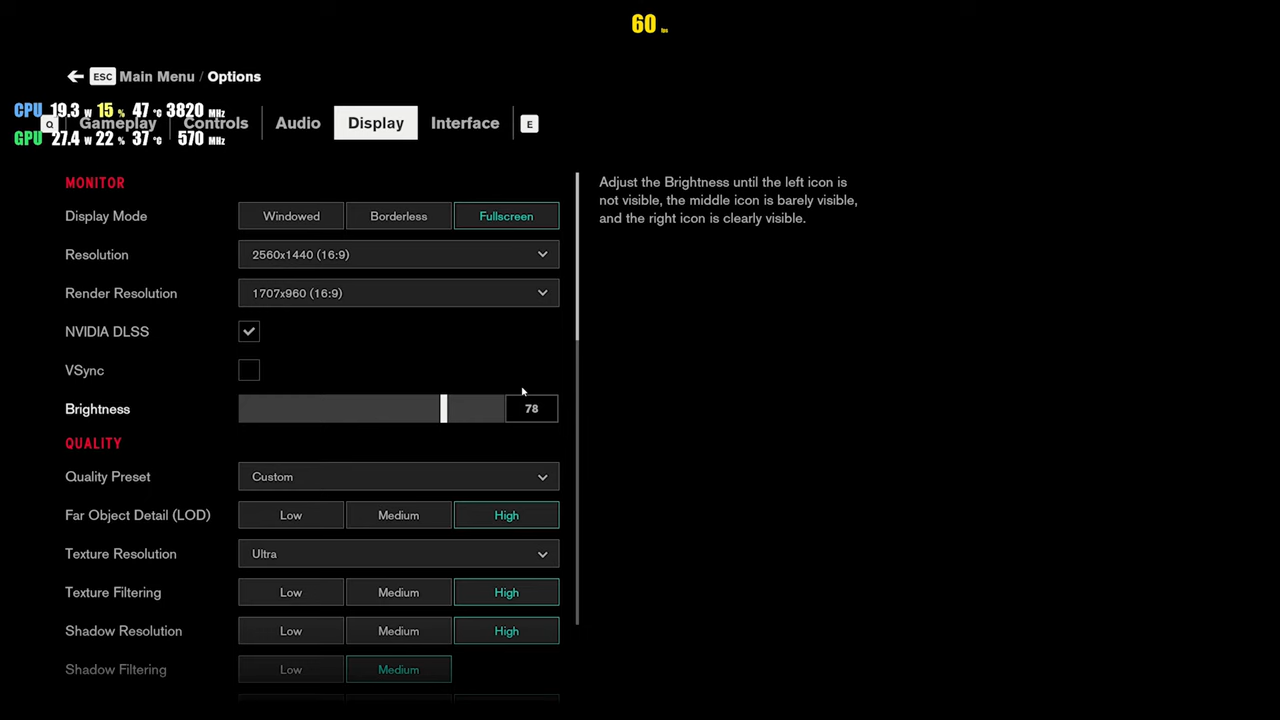 60 fps
← ESC Main Menu / Options
CPU 19.3 W 15 % 47 °C 3820 MHz
Q Gameplay Controls Audio Display Interface E
GPU 27.4 W 22 % 37 °C 570 MHz
MONITOR
Display Mode Windowed Borderless Fullscreen
Resolution 2560x1440 (16:9)
Render Resolution 1707x960 (16:9)
NVIDIA DLSS
VSync
Brightness 78
QUALITY
Quality Preset Custom
Far Object Detail (LOD) Low Medium High
Texture Resolution Ultra
Texture Filtering Low Medium High
Shadow Resolution Low Medium High
Shadow Filtering Low Medium
Adjust the Brightness until the left icon is
not visible, the middle icon is barely visible,
and the right icon is clearly visible.